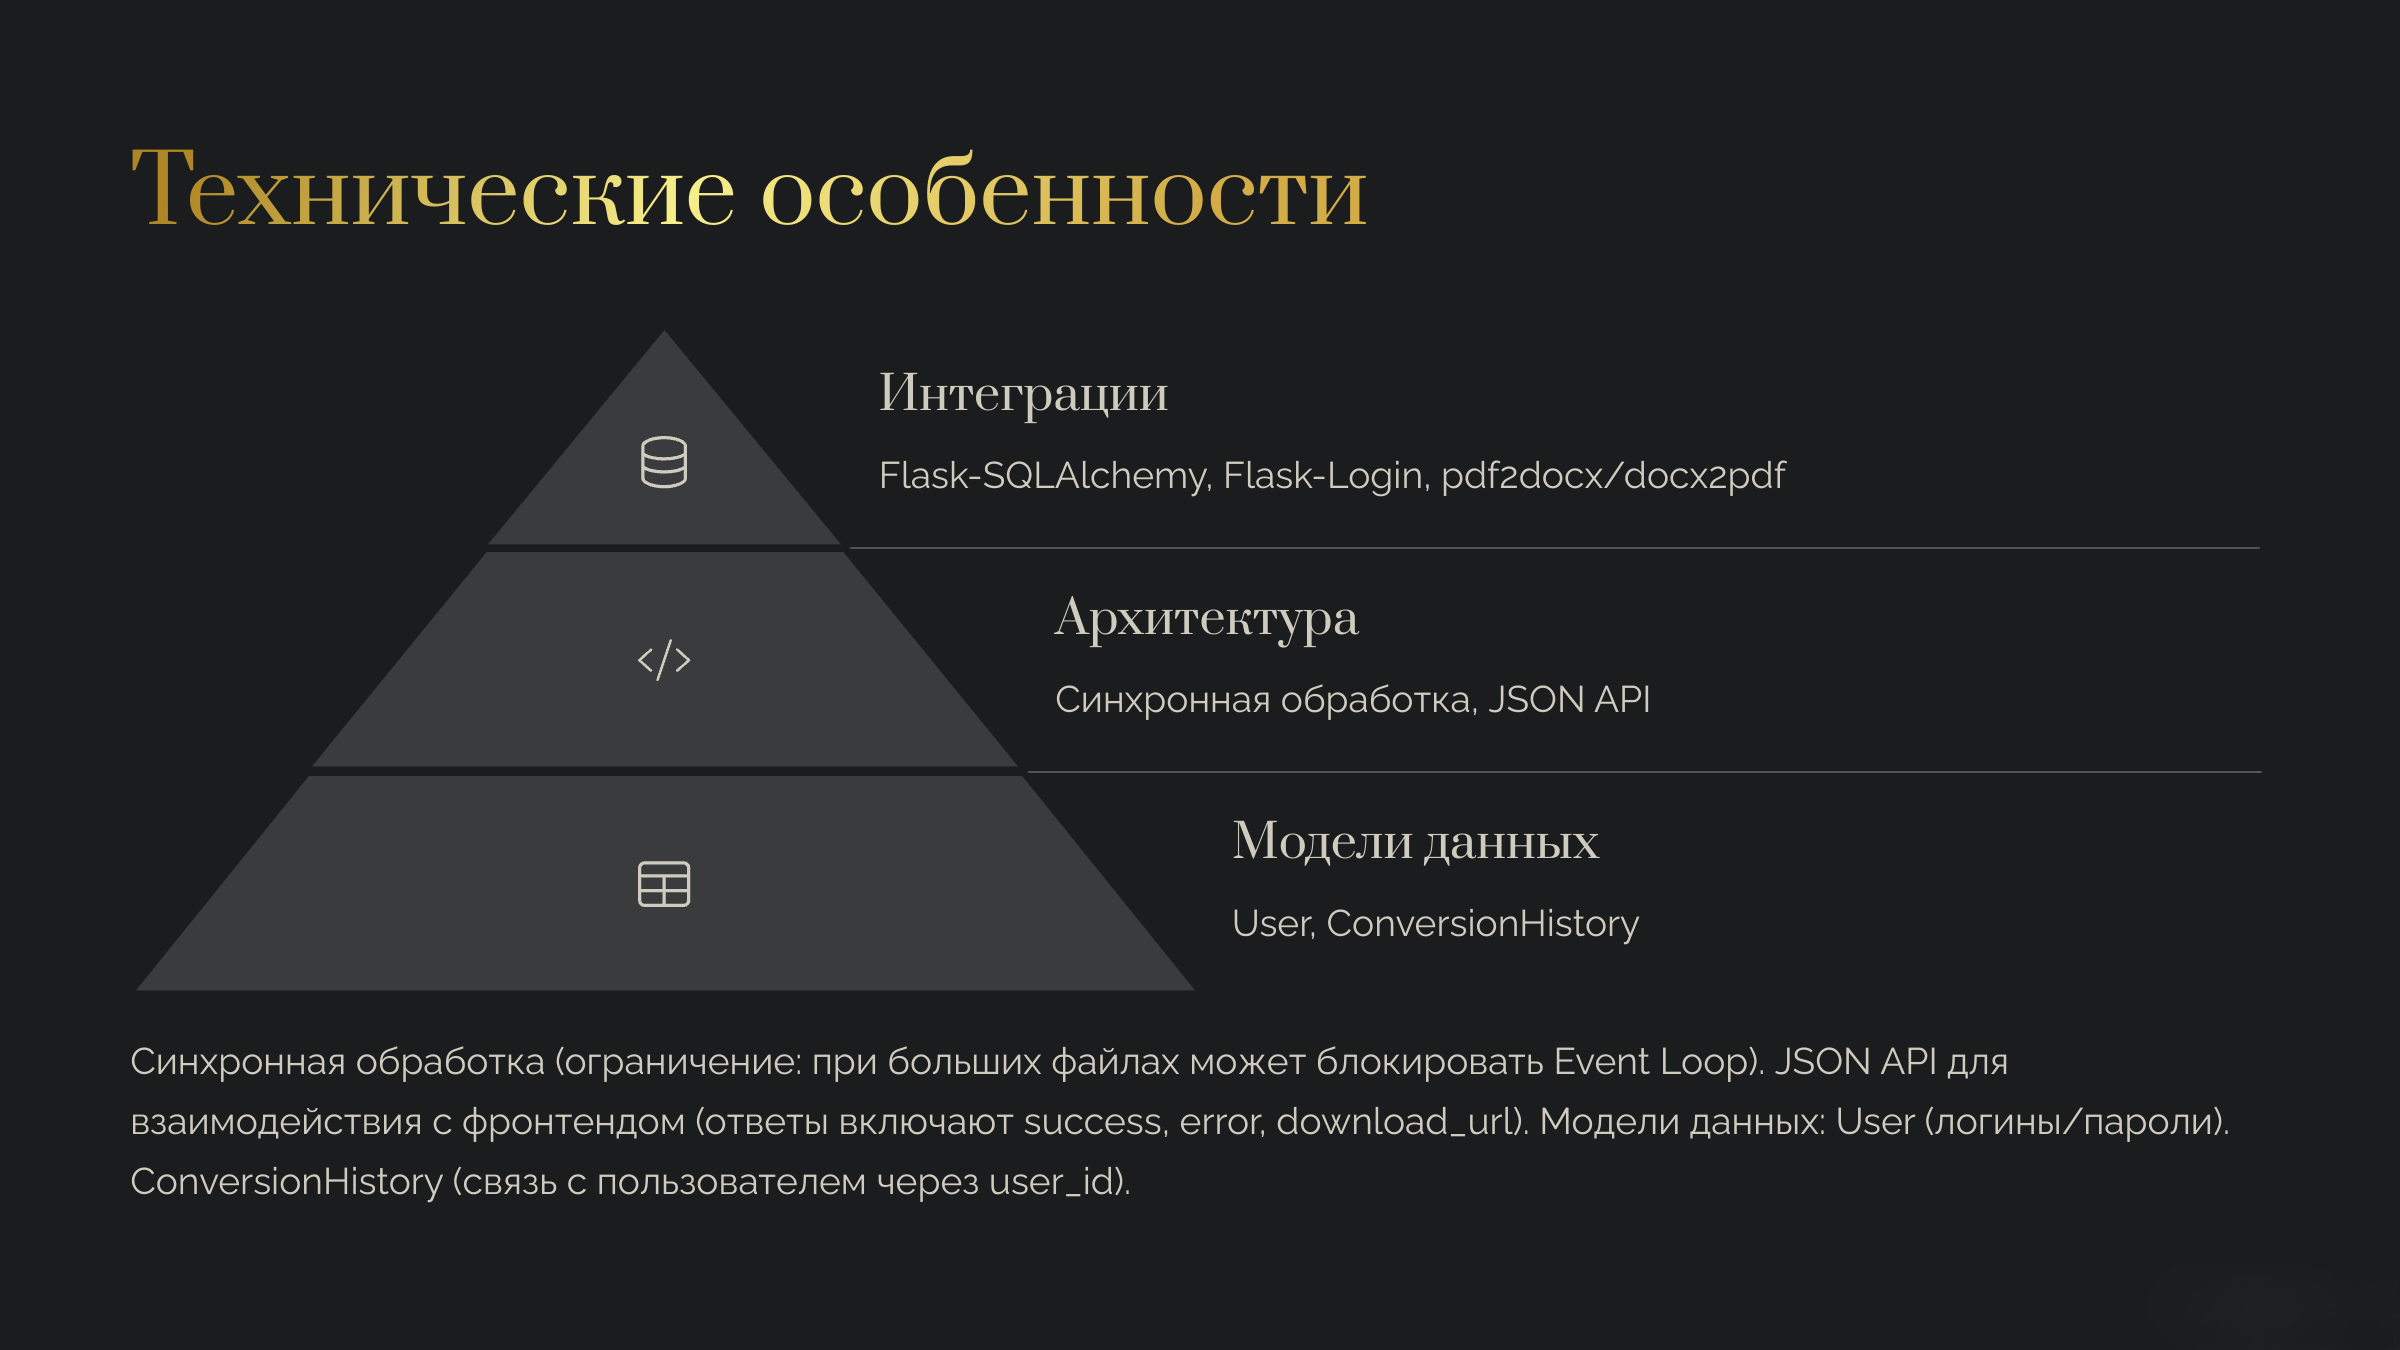 Технические особенности
Интеграции
Flask-SQLAlchemy, Flask-Login, pdf2docx/docx2pdf
Архитектура
Синхронная обработка, JSON API
Модели данных
User, ConversionHistory
Синхронная обработка (ограничение: при больших файлах может блокировать Event Loop). JSON API для
взаимодействия с фронтендом (ответы включают success, error, download_url). Модели данных: User (логины/пароли).
ConversionHistory (связь с пользователем через user_id).